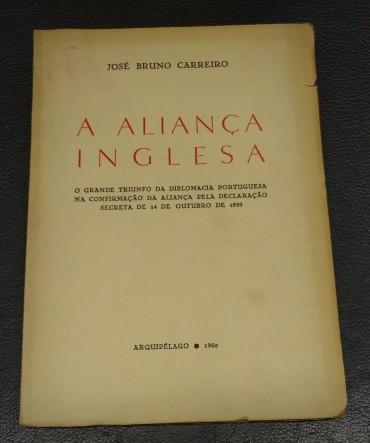 JOSÉ BRUNO CARREIRO
A ALIANÇA
INGLESA
O GRANDE TRIUNFO DA DIPLOMACIA PORTUGUESA
NA CONFIRMAÇÃO DA ALIANÇA PELA DECLARAÇÃO
SECRETA DE 14 DE OUTUBRO DE 1899
ARQUIPÉLAGO ● 1960